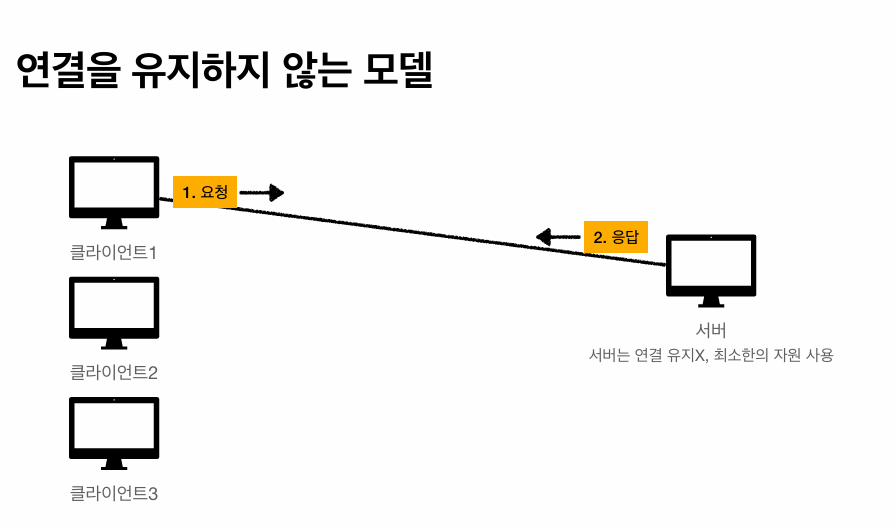 연결을 유지하지 않는 모델
1. 요청
클라이언트1
2. 응답
서버
서버는 연결 유지X, 최소한의 자원 사용
클라이언트2
클라이언트3